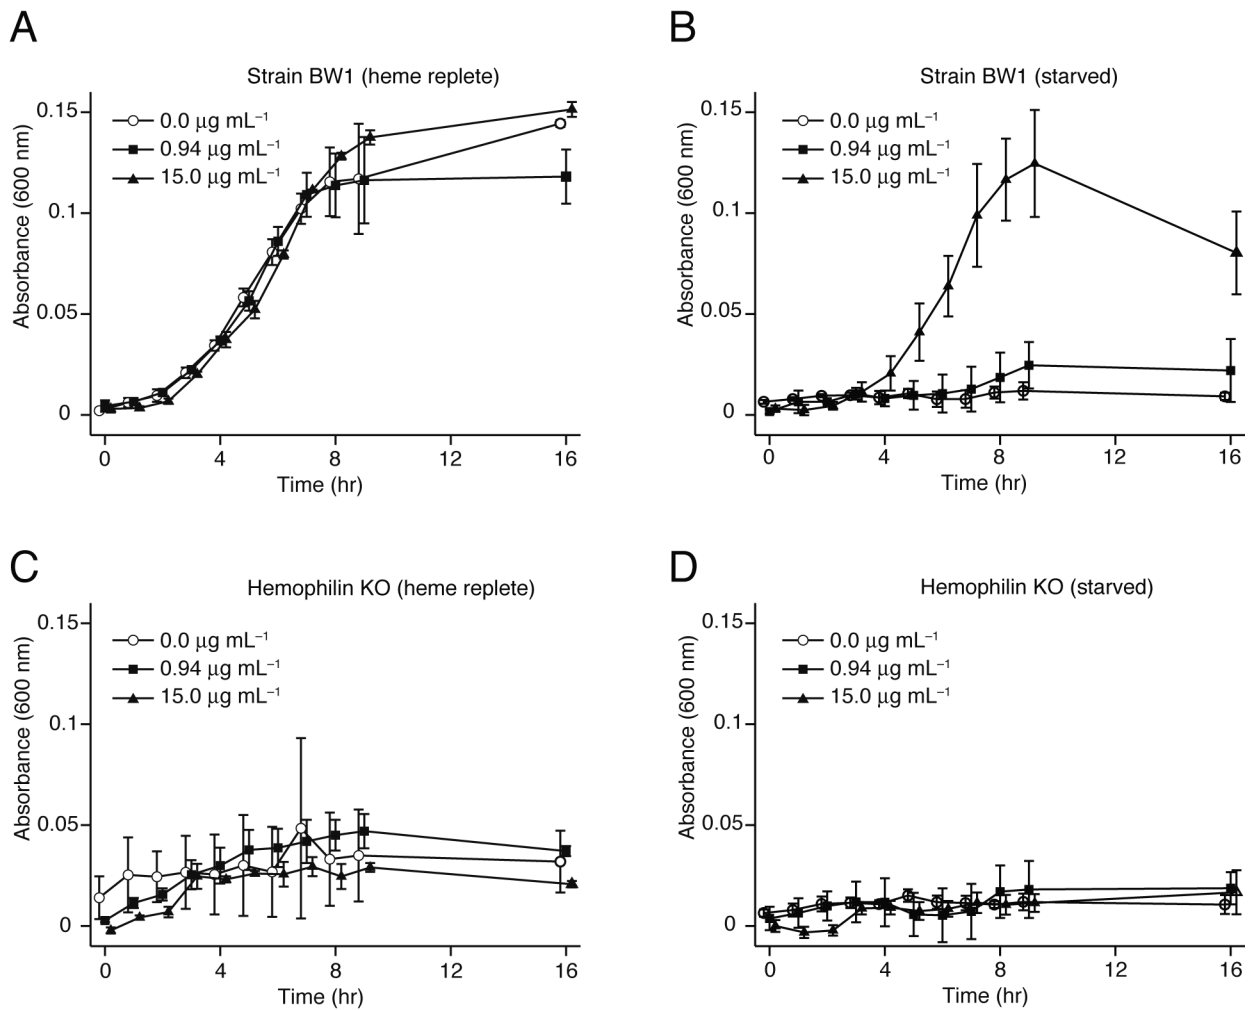 A
Strain BW1 (heme replete)
0.0 μg mL⁻¹
0.94 μg mL⁻¹
15.0 μg mL⁻¹
Absorbance (600 nm)
0.15
0.1
0.05
0
0 4 8 12 16
Time (hr)
B
Strain BW1 (starved)
0.0 μg mL⁻¹
0.94 μg mL⁻¹
15.0 μg mL⁻¹
Absorbance (600 nm)
0.15
0.1
0.05
0
0 4 8 12 16
Time (hr)
C
Hemophilin KO (heme replete)
0.0 μg mL⁻¹
0.94 μg mL⁻¹
15.0 μg mL⁻¹
Absorbance (600 nm)
0.15
0.1
0.05
0
0 4 8 12 16
Time (hr)
D
Hemophilin KO (starved)
0.0 μg mL⁻¹
0.94 μg mL⁻¹
15.0 μg mL⁻¹
Absorbance (600 nm)
0.15
0.1
0.05
0
0 4 8 12 16
Time (hr)